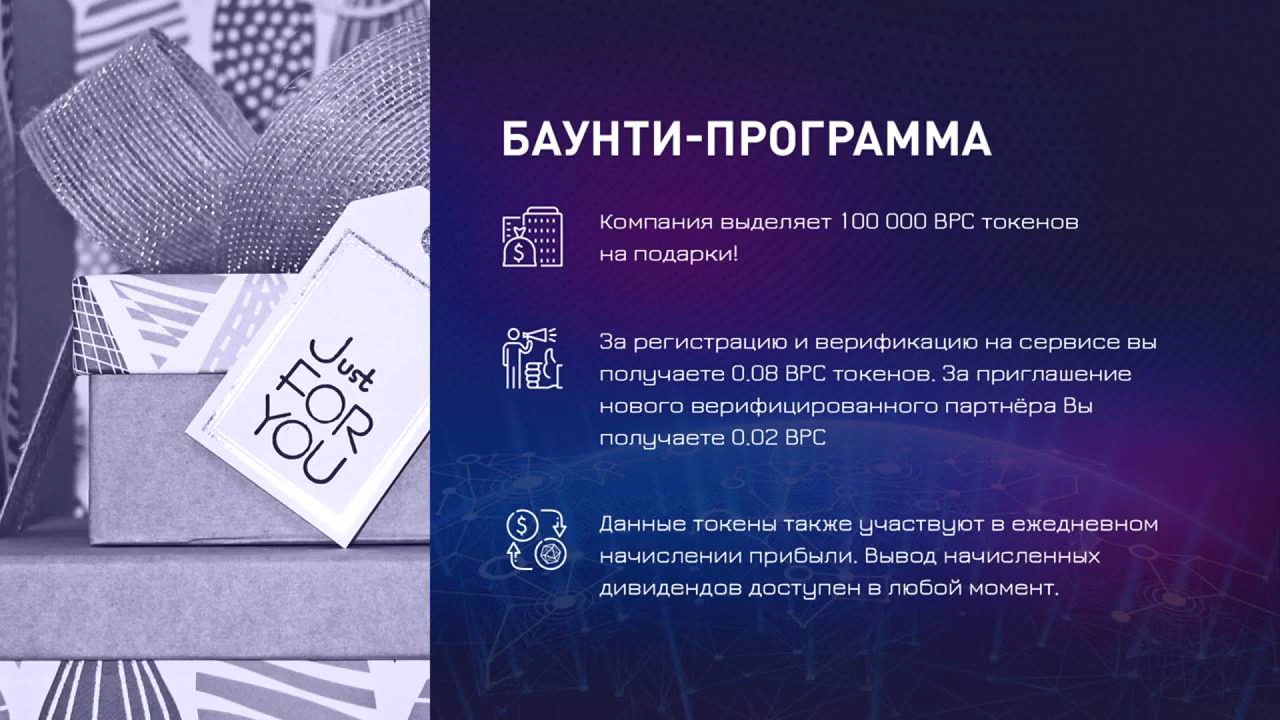 Just
FOR
YOU
БАУНТИ-ПРОГРАММА
Компания выделяет 100 000 BPC токенов
на подарки!
За регистрацию и верификацию на сервисе вы
получаете 0.08 BPC токенов. За приглашение
нового верифицированного партнёра Вы
получаете 0.02 BPC
Данные токены также участвуют в ежедневном
начислении прибыли. Вывод начисленных
дивидендов доступен в любой момент.